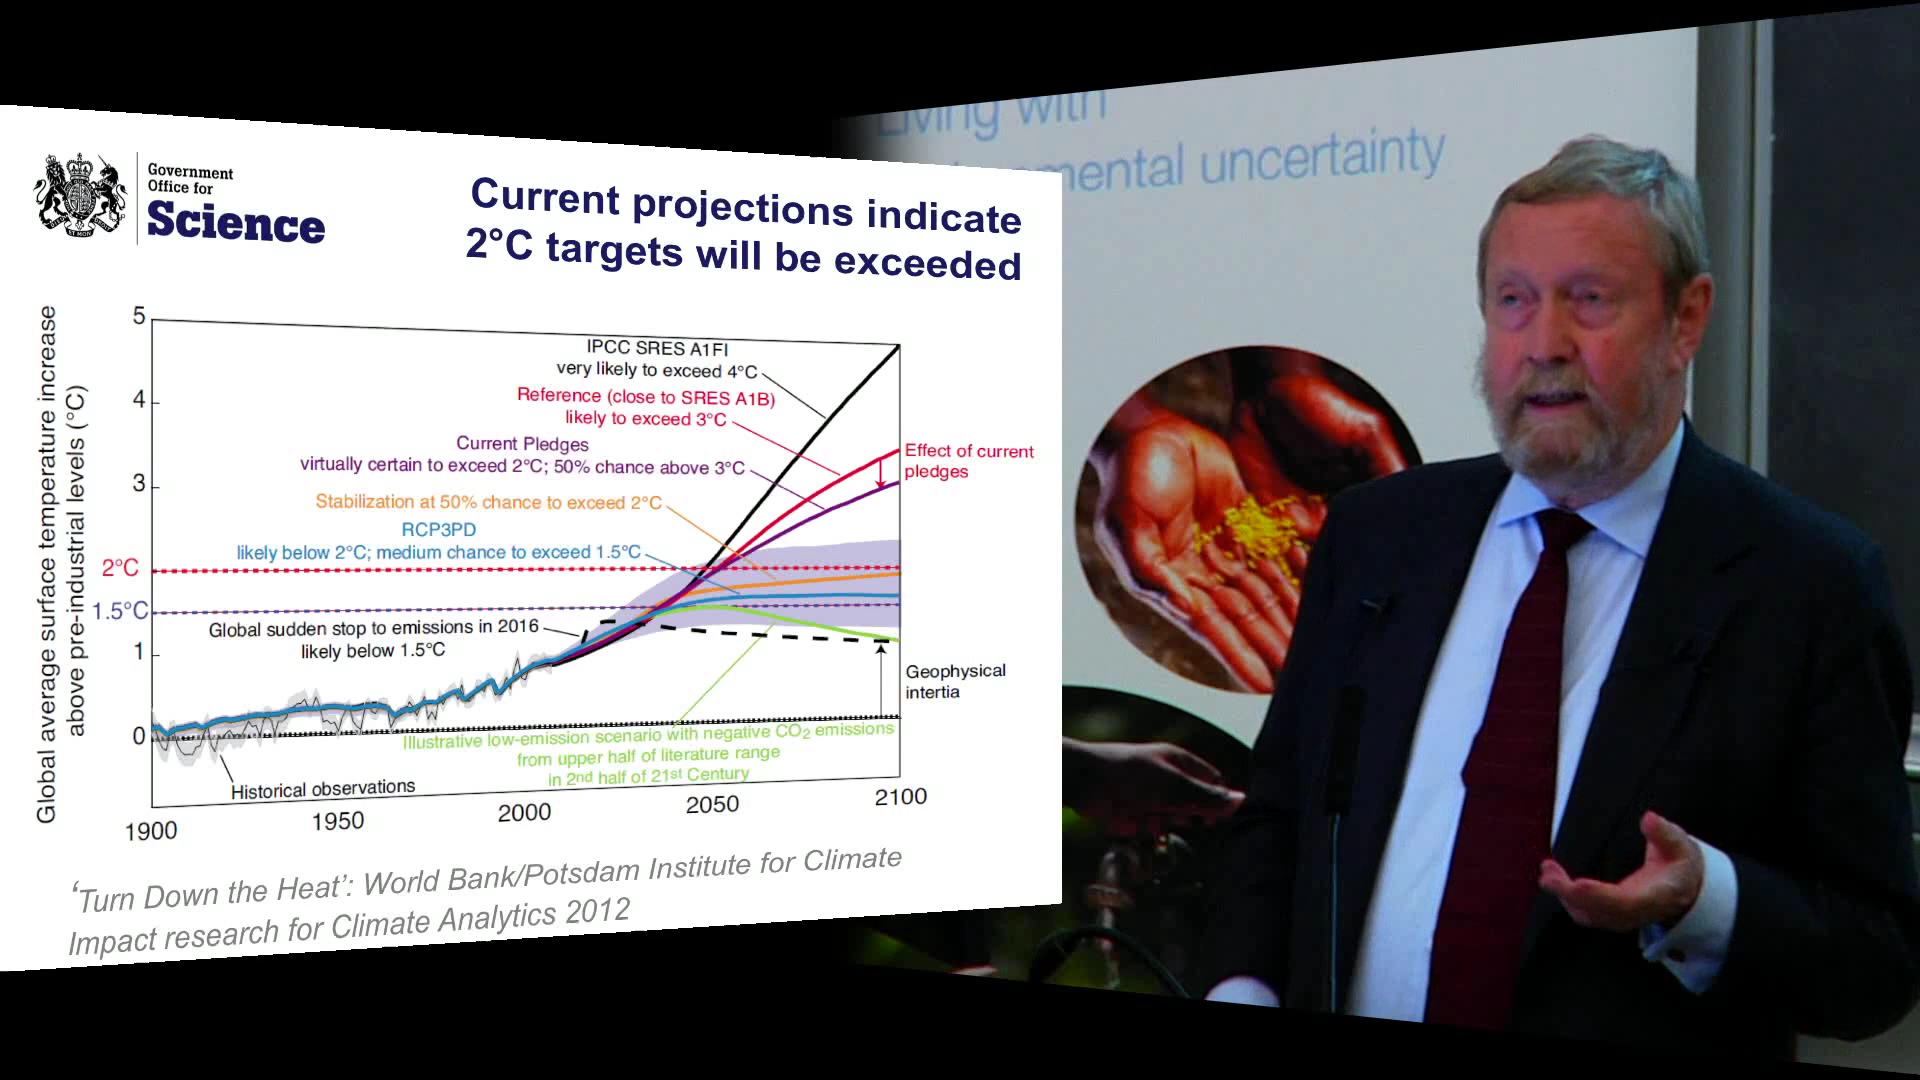 Government
Office for
Science
Current projections indicate
2°C targets will be exceeded
Global average surface temperature increase
above pre-industrial levels (°C)
5
4
3
2°C
1.5°C
1
0
IPCC SRES A1FI
very likely to exceed 4°C
Reference (close to SRES A1B)
likely to exceed 3°C
Current Pledges
virtually certain to exceed 2°C; 50% chance above 3°C
Stabilization at 50% chance to exceed 2°C
RCP3PD
likely below 2°C; medium chance to exceed 1.5°C
Global sudden stop to emissions in 2016
likely below 1.5°C
Effect of current
pledges
Geophysical
intertia
Illustrative low-emission scenario with negative CO2 emissions
from upper half of literature range
in 2nd half of 21st Century
Historical observations
1900
1950
2000
2050
2100
‘Turn Down the Heat’: World Bank/Potsdam Institute for Climate
Impact research for Climate Analytics 2012
Living with
mental uncertainty